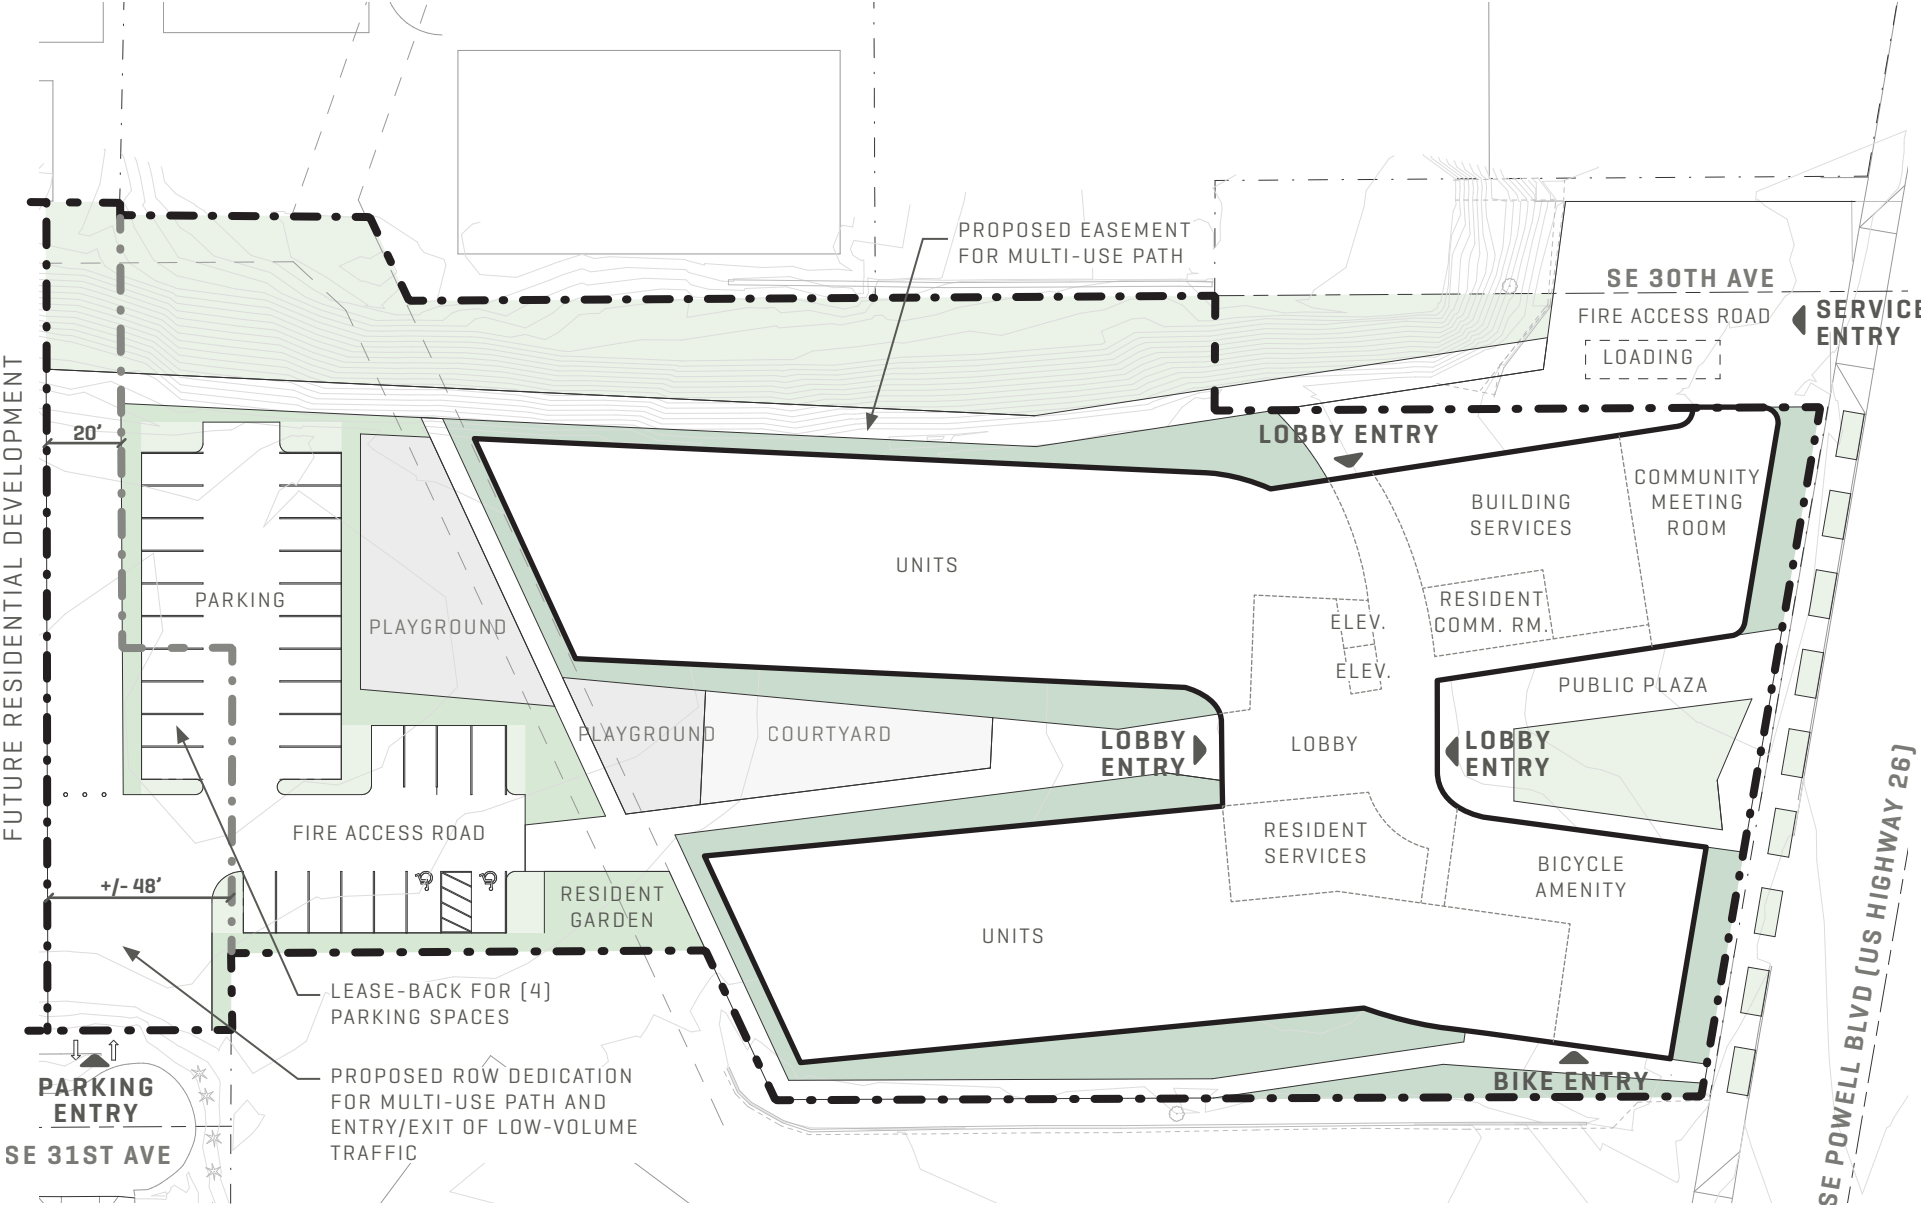 PROPOSED EASEMENT
FOR MULTI-USE PATH
SE 30TH AVE
FIRE ACCESS ROAD
SERVICE
ENTRY
LOADING
FUTURE RESIDENTIAL DEVELOPMENT
20’
LOBBY ENTRY
COMMUNITY
MEETING
ROOM
BUILDING
SERVICES
UNITS
PARKING
PLAYGROUND
RESIDENT
COMM. RM.
ELEV.
ELEV.
PUBLIC PLAZA
PLAYGROUND
COURTYARD
LOBBY
ENTRY
LOBBY
LOBBY
ENTRY
FIRE ACCESS ROAD
RESIDENT
SERVICES
BICYCLE
AMENITY
+/- 48’
RESIDENT
GARDEN
UNITS
SE POWELL BLVD (US HIGHWAY 26)
LEASE-BACK FOR (4)
PARKING SPACES
PARKING
ENTRY
SE 31ST AVE
PROPOSED ROW DEDICATION
FOR MULTI-USE PATH AND
ENTRY/EXIT OF LOW-VOLUME
TRAFFIC
BIKE ENTRY